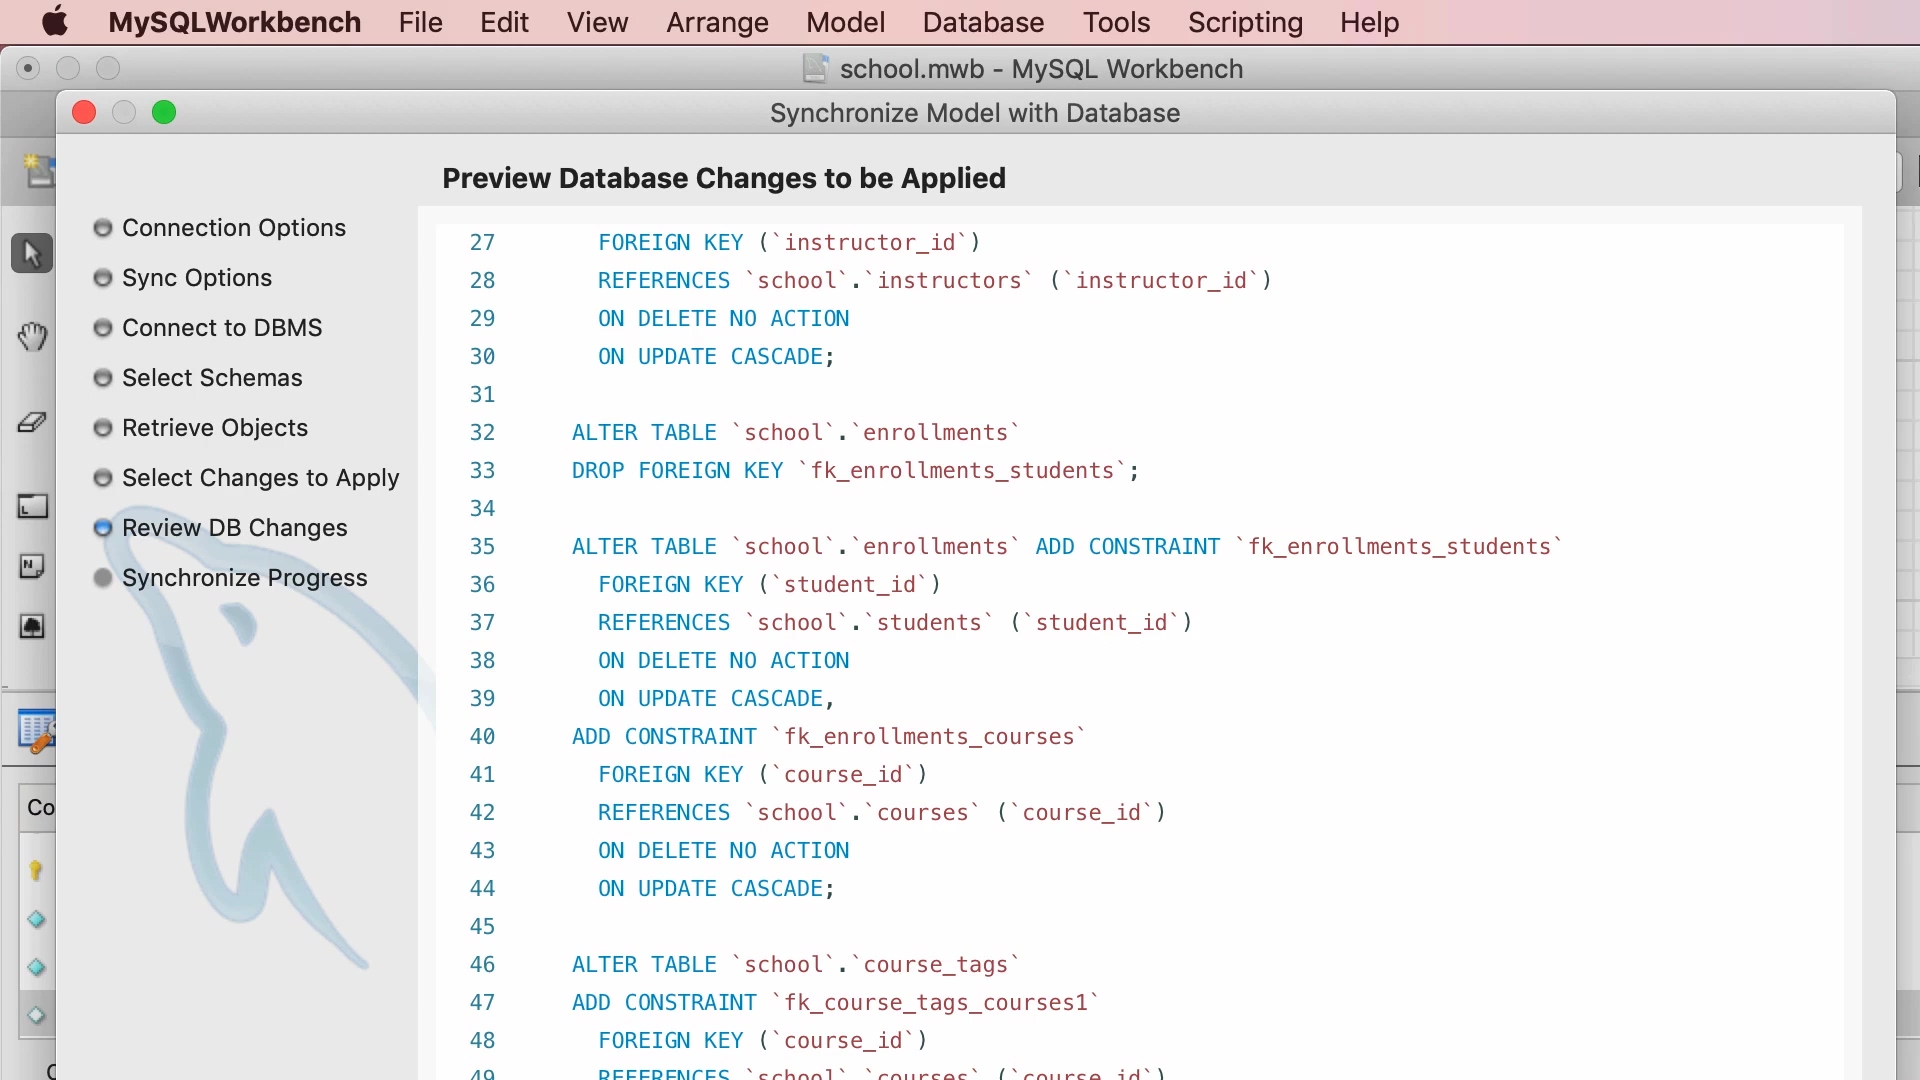 MySQLWorkbench File Edit View Arrange Model Database Tools Scripting Help
school.mwb - MySQL Workbench
Synchronize Model with Database
Preview Database Changes to be Applied
Connection Options
Sync Options
Connect to DBMS
Select Schemas
Retrieve Objects
Select Changes to Apply
Review DB Changes
Synchronize Progress
27 FOREIGN KEY (`instructor_id`)
28 REFERENCES `school`.`instructors` (`instructor_id`)
29 ON DELETE NO ACTION
30 ON UPDATE CASCADE;
31
32 ALTER TABLE `school`.`enrollments`
33 DROP FOREIGN KEY `fk_enrollments_students`;
34
35 ALTER TABLE `school`.`enrollments` ADD CONSTRAINT `fk_enrollments_students`
36 FOREIGN KEY (`student_id`)
37 REFERENCES `school`.`students` (`student_id`)
38 ON DELETE NO ACTION
39 ON UPDATE CASCADE,
40 ADD CONSTRAINT `fk_enrollments_courses`
41 FOREIGN KEY (`course_id`)
42 REFERENCES `school`.`courses` (`course_id`)
43 ON DELETE NO ACTION
44 ON UPDATE CASCADE;
45
46 ALTER TABLE `school`.`course_tags`
47 ADD CONSTRAINT `fk_course_tags_courses1`
48 FOREIGN KEY (`course_id`)
49 REFERENCES `school`.`courses` (`course_id`)
Co